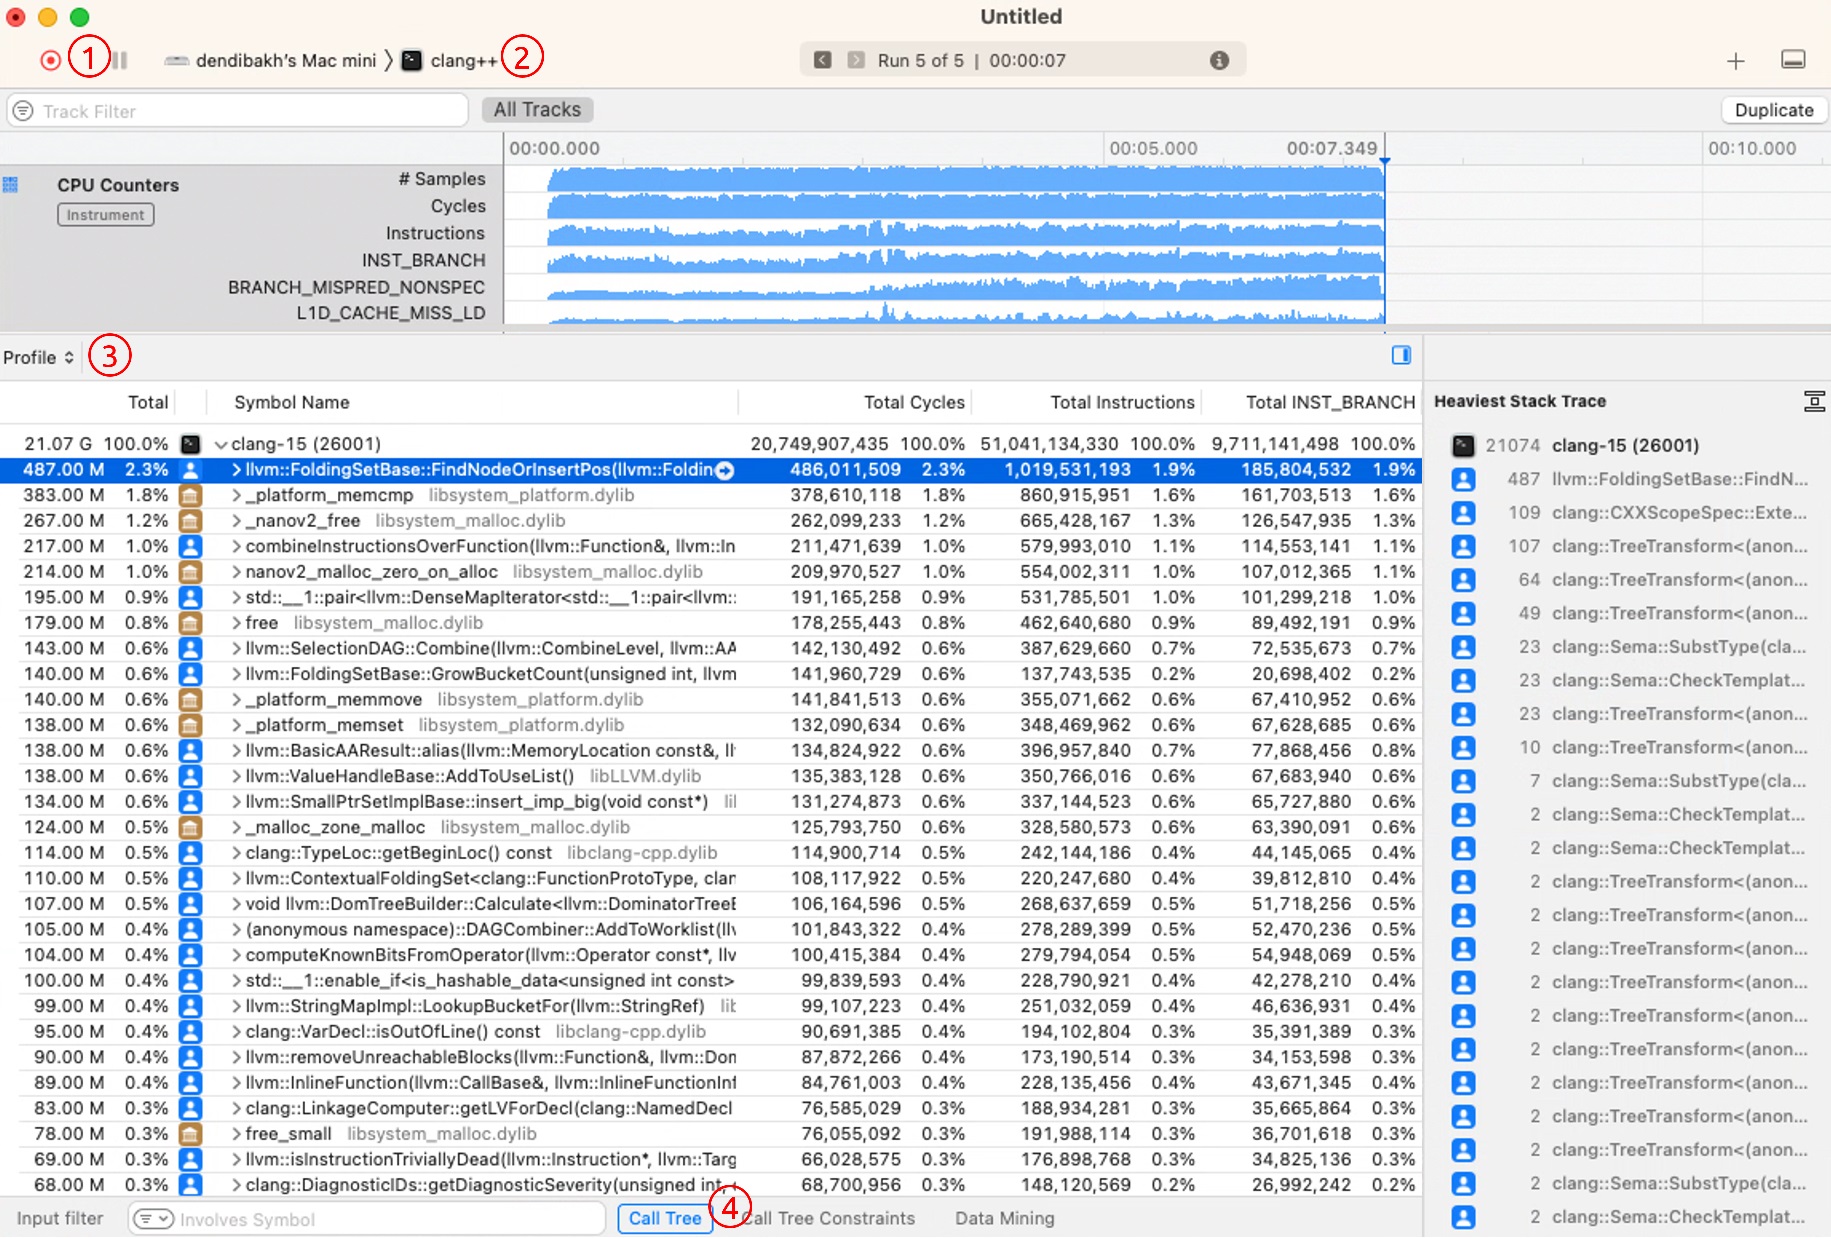 Untitled
① dendibakh's Mac mini 〉 clang++ ② Run 5 of 5 | 00:00:07
Track Filter All Tracks Duplicate
00:00.000 00:05.000 00:07.349 00:10.000
CPU Counters # Samples
Instrument Cycles
Instructions
INST_BRANCH
BRANCH_MISPRED_NONSPEC
L1D_CACHE_MISS_LD
Profile ③
Total Symbol Name Total Cycles Total Instructions Total INST_BRANCH Heaviest Stack Trace
21.07 G 100.0% clang-15 (26001) 20,749,907,435 100.0% 51,041,134,330 100.0% 9,711,141,498 100.0% 21074 clang-15 (26001)
487.00 M 2.3% llvm::FoldingSetBase::FindNodeOrInsertPos(llvm::Foldin 486,011,509 2.3% 1,019,531,193 1.9% 185,804,532 1.9%
383.00 M 1.8% _platform_memcmp libsystem_platform.dylib 378,610,118 1.8% 860,915,951 1.6% 161,703,513 1.6%
267.00 M 1.2% _nanov2_free libsystem_malloc.dylib 262,099,233 1.2% 665,428,167 1.3% 126,547,935 1.3%
217.00 M 1.0% combineInstructionsOverFunction(llvm::Function&, llvm::In 211,471,639 1.0% 579,993,010 1.1% 114,553,141 1.1%
214.00 M 1.0% nanov2_malloc_zero_on_alloc libsystem_malloc.dylib 209,970,527 1.0% 554,002,311 1.0% 107,012,365 1.1%
195.00 M 0.9% std::__1::pair<llvm::DenseMapIterator<std::__1::pair<llvm:: 191,165,258 0.9% 531,785,501 1.0% 101,299,218 1.0%
179.00 M 0.8% free libsystem_malloc.dylib 178,255,443 0.8% 462,640,680 0.9% 89,492,191 0.9%
143.00 M 0.6% llvm::SelectionDAG::Combine(llvm::CombineLevel, llvm::AA 142,130,492 0.6% 387,629,660 0.7% 72,535,673 0.7%
140.00 M 0.6% llvm::FoldingSetBase::GrowBucketCount(unsigned int, llvm 141,960,729 0.6% 137,743,535 0.2% 20,698,402 0.2%
140.00 M 0.6% _platform_memmove libsystem_platform.dylib 141,841,513 0.6% 355,071,662 0.6% 67,410,952 0.6%
138.00 M 0.6% _platform_memset libsystem_platform.dylib 132,090,634 0.6% 348,469,962 0.6% 67,628,685 0.6%
138.00 M 0.6% llvm::BasicAAResult::alias(llvm::MemoryLocation const&, ll 134,824,922 0.6% 396,957,840 0.7% 77,868,456 0.8%
138.00 M 0.6% llvm::ValueHandleBase::AddToUseList() libLLVM.dylib 135,383,128 0.6% 350,766,016 0.6% 67,683,940 0.6%
134.00 M 0.6% llvm::SmallPtrSetImplBase::insert_imp_big(void const*) lil 131,274,873 0.6% 337,144,523 0.6% 65,727,880 0.6%
124.00 M 0.5% _malloc_zone_malloc libsystem_malloc.dylib 125,793,750 0.6% 328,580,573 0.6% 63,390,091 0.6%
114.00 M 0.5% clang::TypeLoc::getBeginLoc() const libclang-cpp.dylib 114,900,714 0.5% 242,144,186 0.4% 44,145,065 0.4%
110.00 M 0.5% llvm::ContextualFoldingSet<clang::FunctionProtoType, clan 108,117,922 0.5% 220,247,680 0.4% 39,812,810 0.4%
107.00 M 0.5% void llvm::DomTreeBuilder::Calculate<llvm::DominatorTreeE 106,164,596 0.5% 268,637,659 0.5% 51,718,256 0.5%
105.00 M 0.4% (anonymous namespace)::DAGCombiner::AddToWorklist(llv 101,843,322 0.4% 278,289,399 0.5% 52,470,236 0.5%
104.00 M 0.4% computeKnownBitsFromOperator(llvm::Operator const*, llv 100,415,384 0.4% 279,794,054 0.5% 54,948,069 0.5%
100.00 M 0.4% std::__1::enable_if<is_hashable_data<unsigned int const> 99,839,593 0.4% 228,790,921 0.4% 42,278,210 0.4%
99.00 M 0.4% llvm::StringMapImpl::LookupBucketFor(llvm::StringRef) lib 99,107,223 0.4% 251,032,059 0.4% 46,636,931 0.4%
95.00 M 0.4% clang::VarDecl::isOutOfLine() const libclang-cpp.dylib 90,691,385 0.4% 194,102,804 0.3% 35,391,389 0.3%
90.00 M 0.4% llvm::removeUnreachableBlocks(llvm::Function&, llvm::Don 87,872,266 0.4% 173,190,514 0.3% 34,153,598 0.3%
89.00 M 0.4% llvm::InlineFunction(llvm::CallBase&, llvm::InlineFunctionInf 84,761,003 0.4% 228,135,456 0.4% 43,671,345 0.4%
83.00 M 0.3% clang::LinkageComputer::getLVForDecl(clang::NamedDecl 76,585,029 0.3% 188,934,281 0.3% 35,665,864 0.3%
78.00 M 0.3% free_small libsystem_malloc.dylib 76,055,092 0.3% 191,988,114 0.3% 36,701,618 0.3%
69.00 M 0.3% llvm::isInstructionTriviallyDead(llvm::Instruction*, llvm::Targ 66,028,575 0.3% 176,898,768 0.3% 34,825,136 0.3%
68.00 M 0.3% clang::DiagnosticIDs::getDiagnosticSeverity(unsigned int, 68,700,956 0.3% 148,120,569 0.2% 26,992,242 0.2%
487 llvm::FoldingSetBase::FindN...
109 clang::CXXScopeSpec::Exte...
107 clang::TreeTransform<(anon...
64 clang::TreeTransform<(anon...
49 clang::TreeTransform<(anon...
23 clang::Sema::SubstType(cla...
23 clang::Sema::CheckTemplat...
23 clang::TreeTransform<(anon...
10 clang::TreeTransform<(anon...
7 clang::Sema::SubstType(cla...
2 clang::Sema::CheckTemplat...
2 clang::Sema::CheckTemplat...
2 clang::TreeTransform<(anon...
2 clang::TreeTransform<(anon...
2 clang::TreeTransform<(anon...
2 clang::TreeTransform<(anon...
2 clang::TreeTransform<(anon...
2 clang::TreeTransform<(anon...
2 clang::TreeTransform<(anon...
2 clang::TreeTransform<(anon...
2 clang::TreeTransform<(anon...
2 clang::Sema::SubstType(cla...
2 clang::Sema::CheckTemplat...
Input filter Involves Symbol Call Tree ④ Call Tree Constraints Data Mining